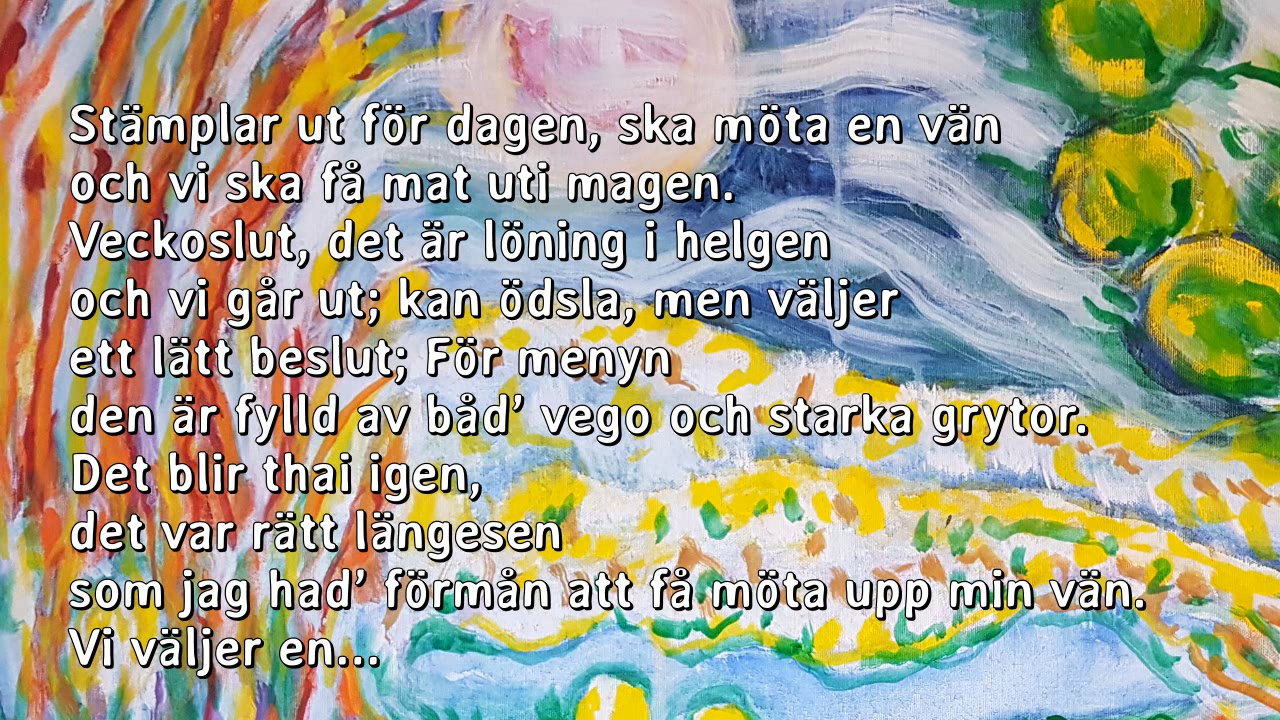 Stämplar ut för dagen, ska möta en vän
och vi ska få mat uti magen.
Veckoslut, det är löning i helgen
och vi går ut; kan ödsla, men väljer
ett lätt beslut; För menyn
den är fylld av båd’ vego och starka grytor.
Det blir thai igen,
det var rätt längesen
som jag had’ förmån att få möta upp min vän.
Vi väljer en...